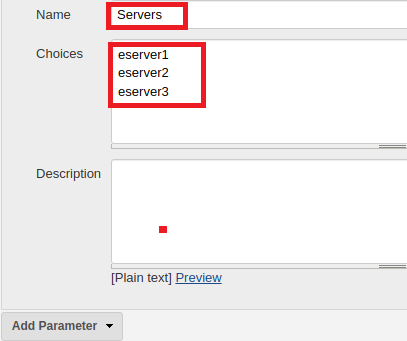 Name Servers
Choices eserver1
eserver2
eserver3
Description
[Plain text] Preview
Add Parameter